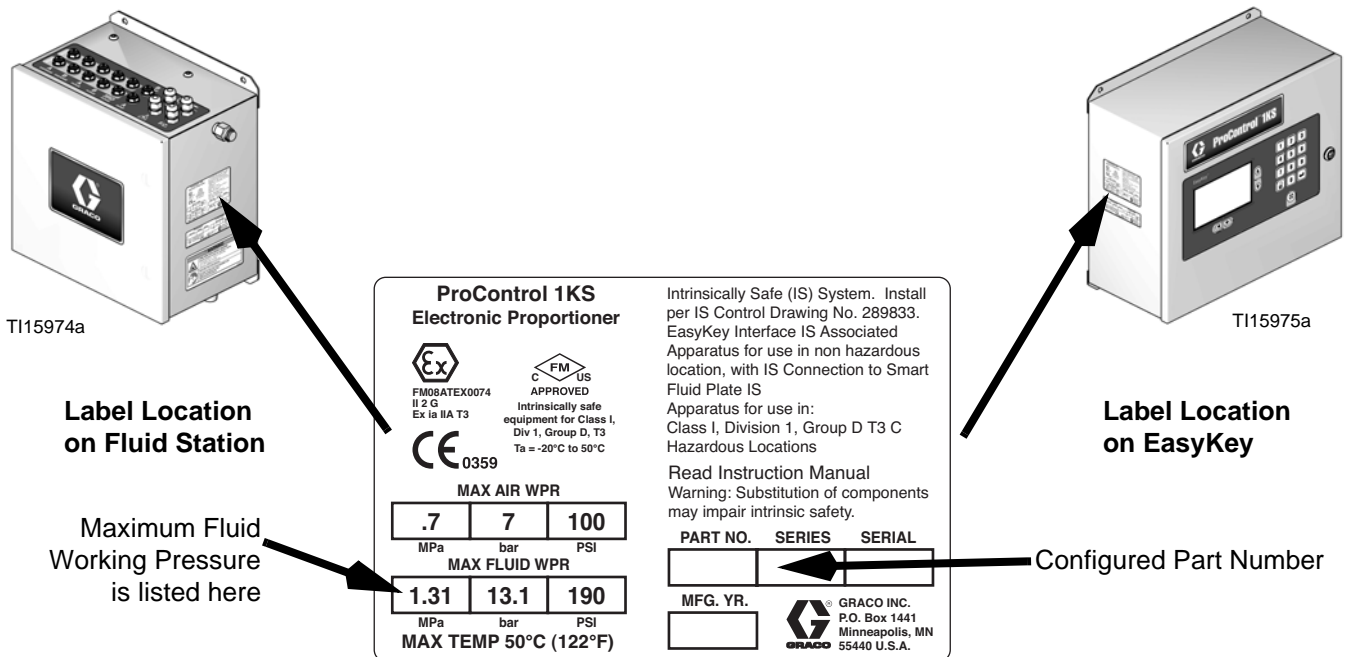 GRACO
ProControl 1KS
TI15974a
TI15975a
Label Location
on Fluid Station
Label Location
on EasyKey
Maximum Fluid
Working Pressure
is listed here
Configured Part Number
ProControl 1KS
Electronic Proportioner
Ex
FM08ATEX0074
II 2 G
Ex ia IIA T3
FM
C US
APPROVED
Intrinsically safe
equipment for Class I,
Div 1, Group D, T3
Ta = -20°C to 50°C
CE 0359
MAX AIR WPR
.7 7 100
MPa bar PSI
MAX FLUID WPR
1.31 13.1 190
MPa bar PSI
MAX TEMP 50°C (122°F)
Intrinsically Safe (IS) System. Install
per IS Control Drawing No. 289833.
EasyKey Interface IS Associated
Apparatus for use in non hazardous
location, with IS Connection to Smart
Fluid Plate IS
Apparatus for use in:
Class I, Division 1, Group D T3 C
Hazardous Locations
Read Instruction Manual
Warning: Substitution of components
may impair intrinsic safety.
PART NO. SERIES SERIAL
MFG. YR.
GRACO
®
GRACO INC.
P.O. Box 1441
Minneapolis, MN
55440 U.S.A.